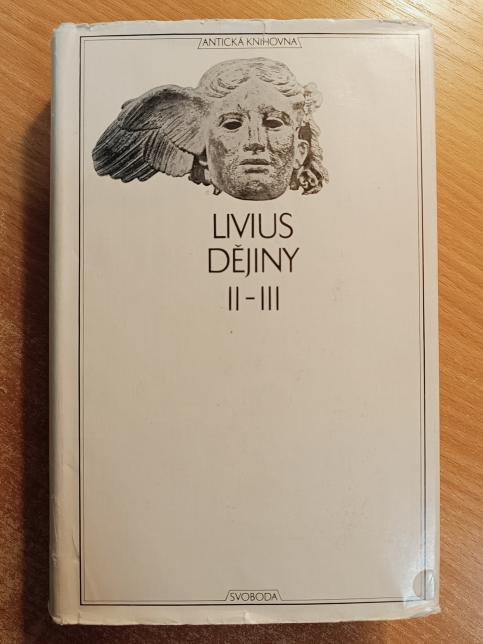 ANTICKÁ KNIHOVNA
LIVIUS
DĚJINY
II-III
SVOBODA